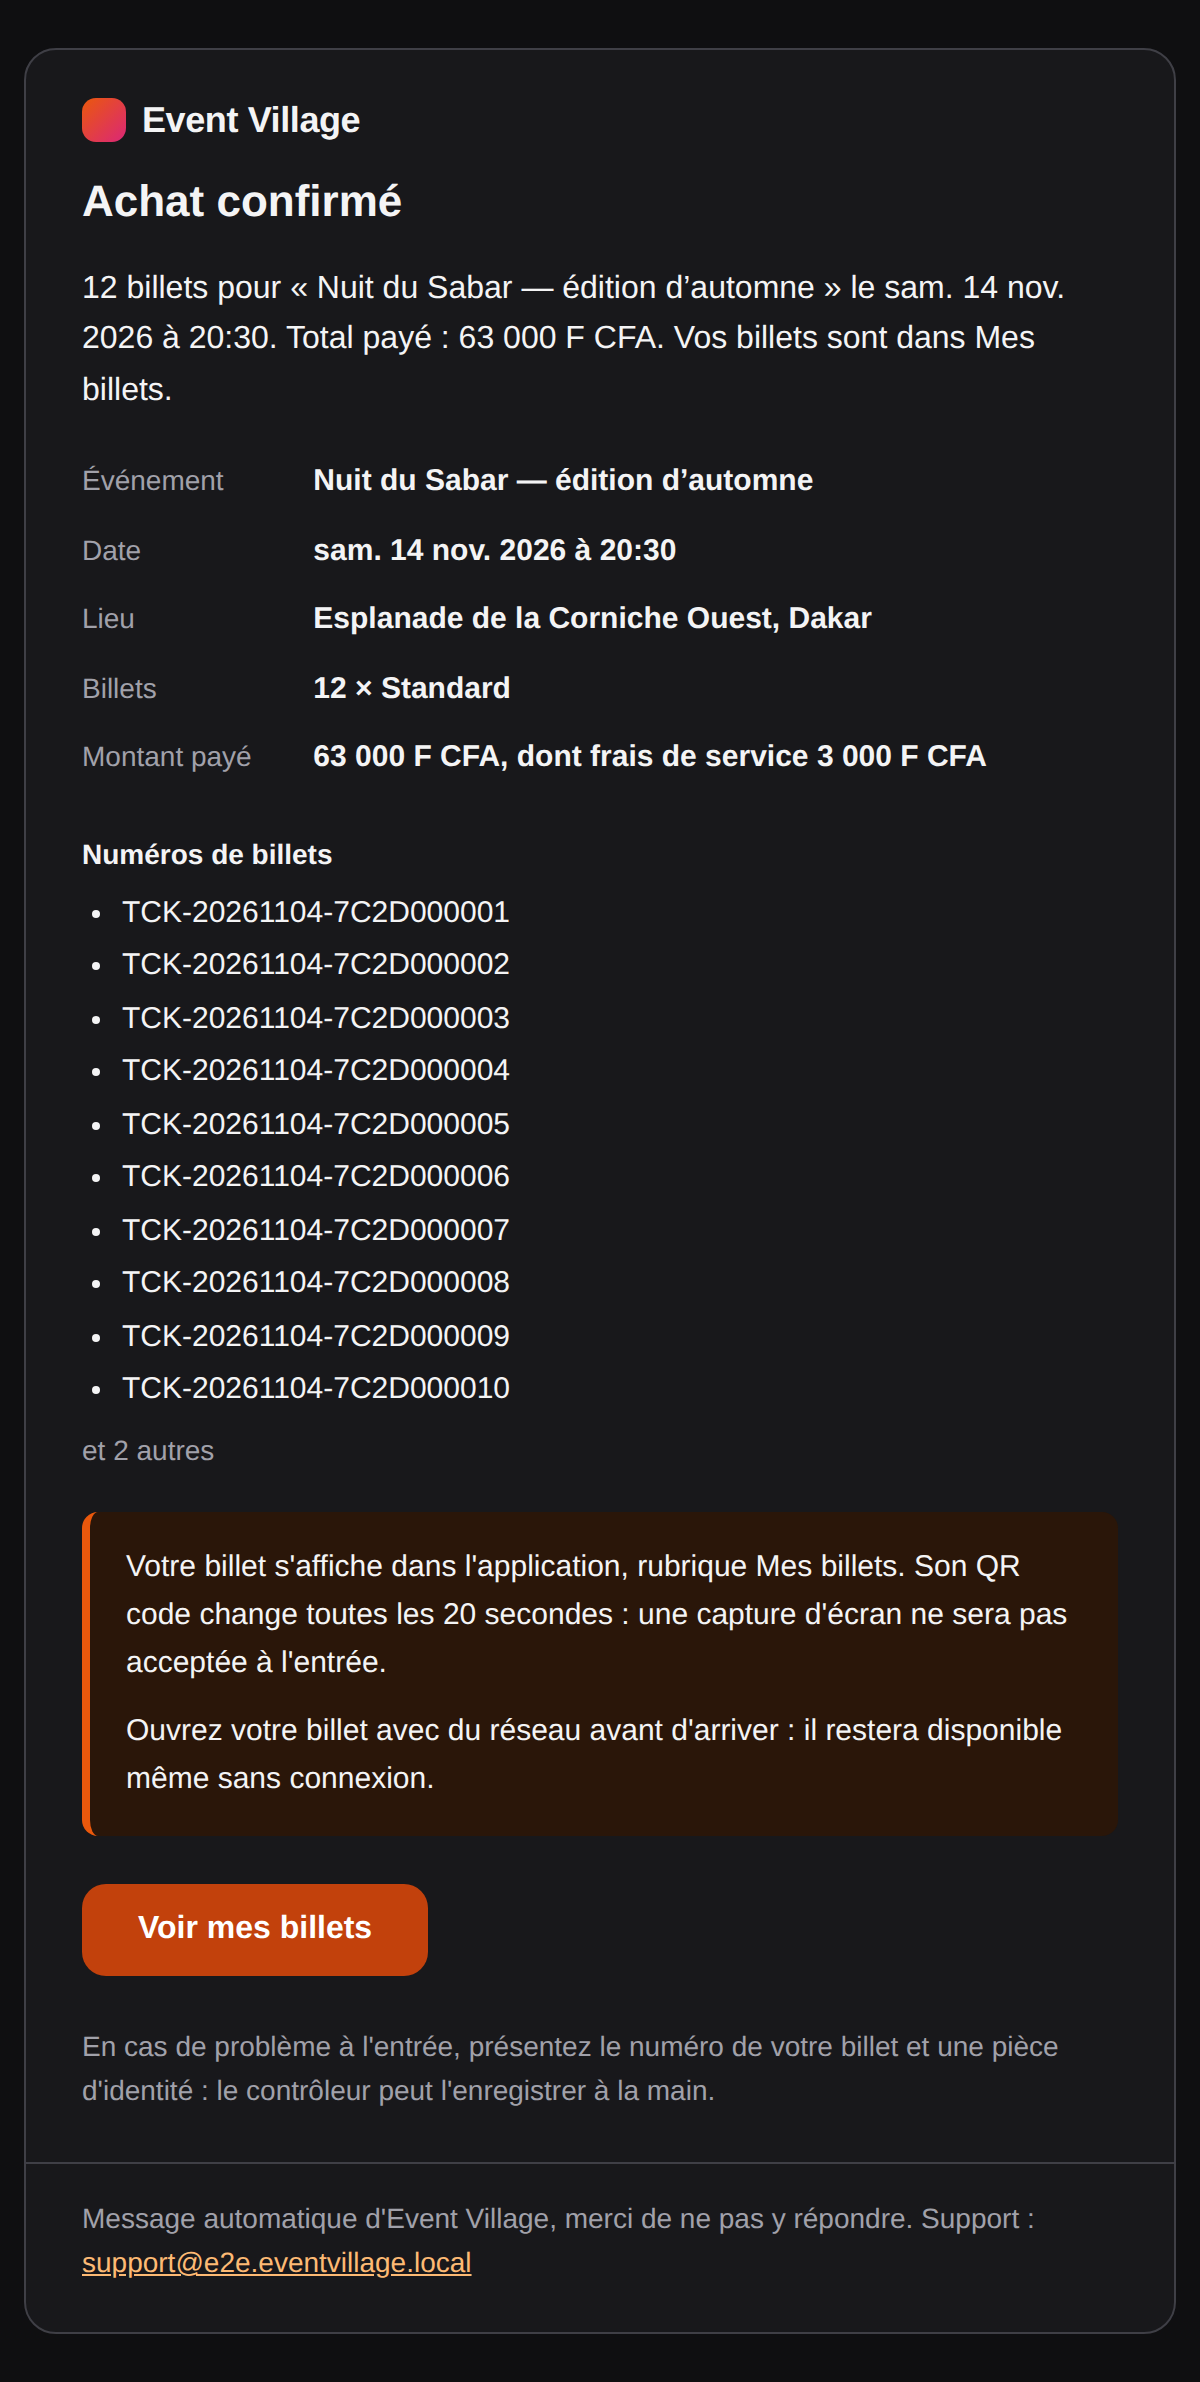 Event Village
Achat confirmé
12 billets pour « Nuit du Sabar — édition d’automne » le sam. 14 nov.
2026 à 20:30. Total payé : 63 000 F CFA. Vos billets sont dans Mes
billets.
Événement Nuit du Sabar — édition d’automne
Date sam. 14 nov. 2026 à 20:30
Lieu Esplanade de la Corniche Ouest, Dakar
Billets 12 × Standard
Montant payé 63 000 F CFA, dont frais de service 3 000 F CFA
Numéros de billets
• TCK-20261104-7C2D000001
• TCK-20261104-7C2D000002
• TCK-20261104-7C2D000003
• TCK-20261104-7C2D000004
• TCK-20261104-7C2D000005
• TCK-20261104-7C2D000006
• TCK-20261104-7C2D000007
• TCK-20261104-7C2D000008
• TCK-20261104-7C2D000009
• TCK-20261104-7C2D000010
et 2 autres
Votre billet s'affiche dans l'application, rubrique Mes billets. Son QR
code change toutes les 20 secondes : une capture d'écran ne sera pas
acceptée à l'entrée.
Ouvrez votre billet avec du réseau avant d'arriver : il restera disponible
même sans connexion.
Voir mes billets
En cas de problème à l'entrée, présentez le numéro de votre billet et une pièce
d'identité : le contrôleur peut l'enregistrer à la main.
Message automatique d'Event Village, merci de ne pas y répondre. Support :
support@e2e.eventvillage.local